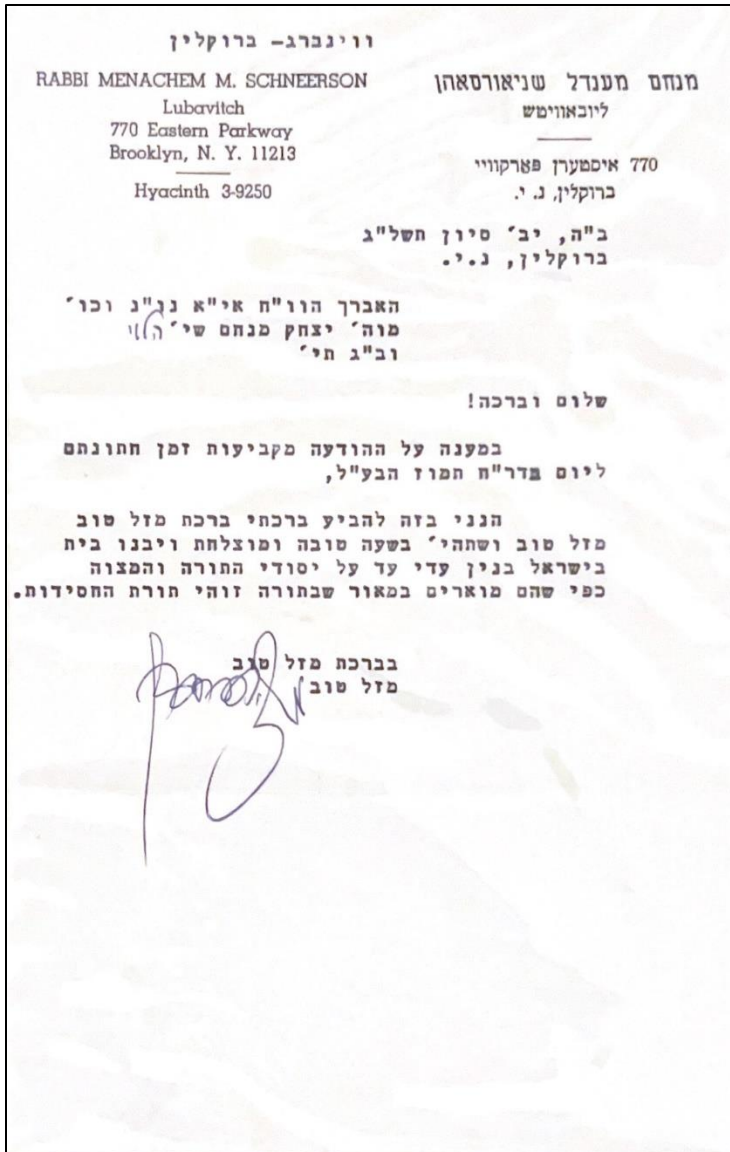 ווינברג- ברוקלין
RABBI MENACHEM M. SCHNEERSON
Lubavitch
770 Eastern Parkway
Brooklyn, N. Y. 11213
Hyacinth 3-9250
מנחם מענדל שניאורסאהן
ליובאוויטש
770 איסטערן פארקוויי
ברוקלין, נ. י.
ב"ה, יב' סיון תשל"ג
ברוקלין, נ.י.
האברך הוו"ח אי"א נו"נ וכו'
מוה' יצחק מנחם שי' הלוי
וב"ג תי'
שלום וברכה!
במענה על ההודעה מקביעות זמן חתונתם
ליום בדר"ח תמוז הבע"ל,
הנני בזה להביע ברכתי ברכת מזל טוב
מזל טוב ושתהי' בשעה טובה ומוצלחת ויבנו בית
בישראל בנין עדי עד על יסודי התורה והמצוה
כפי שהם מוארים במאור שבתורה זוהי תורת החסידות.
בברכת מזל טוב
מזל טוב